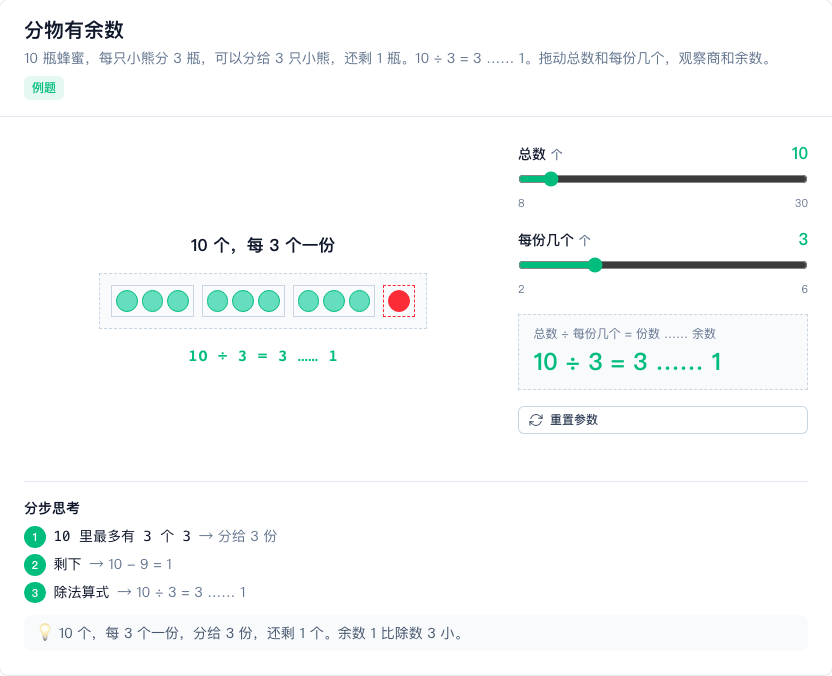 分物有余数
10 瓶蜂蜜，每只小熊分 3 瓶，可以分给 3 只小熊，还剩 1 瓶。10 ÷ 3 = 3 …… 1。拖动总数和每份几个，观察商和余数。
例题
10 个，每 3 个一份
10 ÷ 3 = 3 …… 1
总数 个
10
8
30
每份几个 个
3
2
6
总数 ÷ 每份几个 = 份数 …… 余数
10 ÷ 3 = 3 …… 1
重置参数
分步思考
1 10 里最多有 3 个 3 → 分给 3 份
2 剩下 → 10 − 9 = 1
3 除法算式 → 10 ÷ 3 = 3 …… 1
10 个，每 3 个一份，分给 3 份，还剩 1 个。余数 1 比除数 3 小。